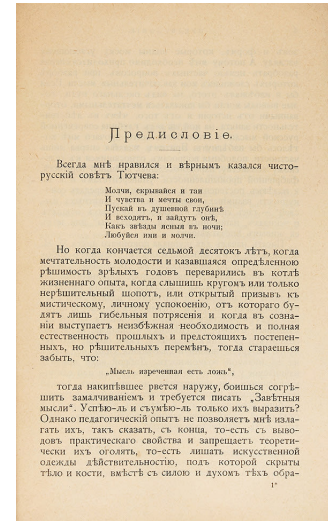 Предисловіе.
Всегда мнѣ нравился и вѣрнымъ казался чисто-
русскій совѣтъ Тютчева:
Молчи, скрывайся и таи
И чувства и мечты свои,
Пускай въ душевной глубинѣ
И всходятъ, и зайдутъ онѣ,
Какъ звѣзды ясныя въ ночи;
Любуйся ими и молчи.
Но когда кончается седьмой десятокъ лѣтъ, когда
мечтательность молодости и казавшаяся опредѣленною
рѣшимость зрѣлыхъ годовъ переварились въ котлѣ
жизненнаго опыта, когда слышишь кругомъ или только
нерѣшительный шопотъ, или открытый призывъ къ
мистическому, личному успокоенію, отъ котораго бу-
дятъ лишь гибельныя потрясенія и когда въ созна-
ніи выступаетъ неизбѣжная необходимость и полная
естественность прошлыхъ и предстоящихъ постепен-
ныхъ, но рѣшительныхъ перемѣнъ, тогда стараешься
забыть, что:
„Мысль изреченная есть ложь",
тогда накипѣвшее рвется наружу, боишься согрѣ-
шить замалчиваніемъ и требуется писать „Завѣтныя
мысли". Успѣю-ль и съумѣю-ль только ихъ выразить?
Однако педагогическій опытъ не позволяетъ мнѣ изла-
гать ихъ, такъ сказать, съ конца, то-есть съ выво-
довъ практическаго свойства и запрещаетъ теорети-
чески ихъ оголять, то-есть лишать искусственной
одежды дѣйствительностію, подъ которой скрыты
тѣло и кости, вмѣстѣ съ силою и духомъ тѣхъ обра-
1*